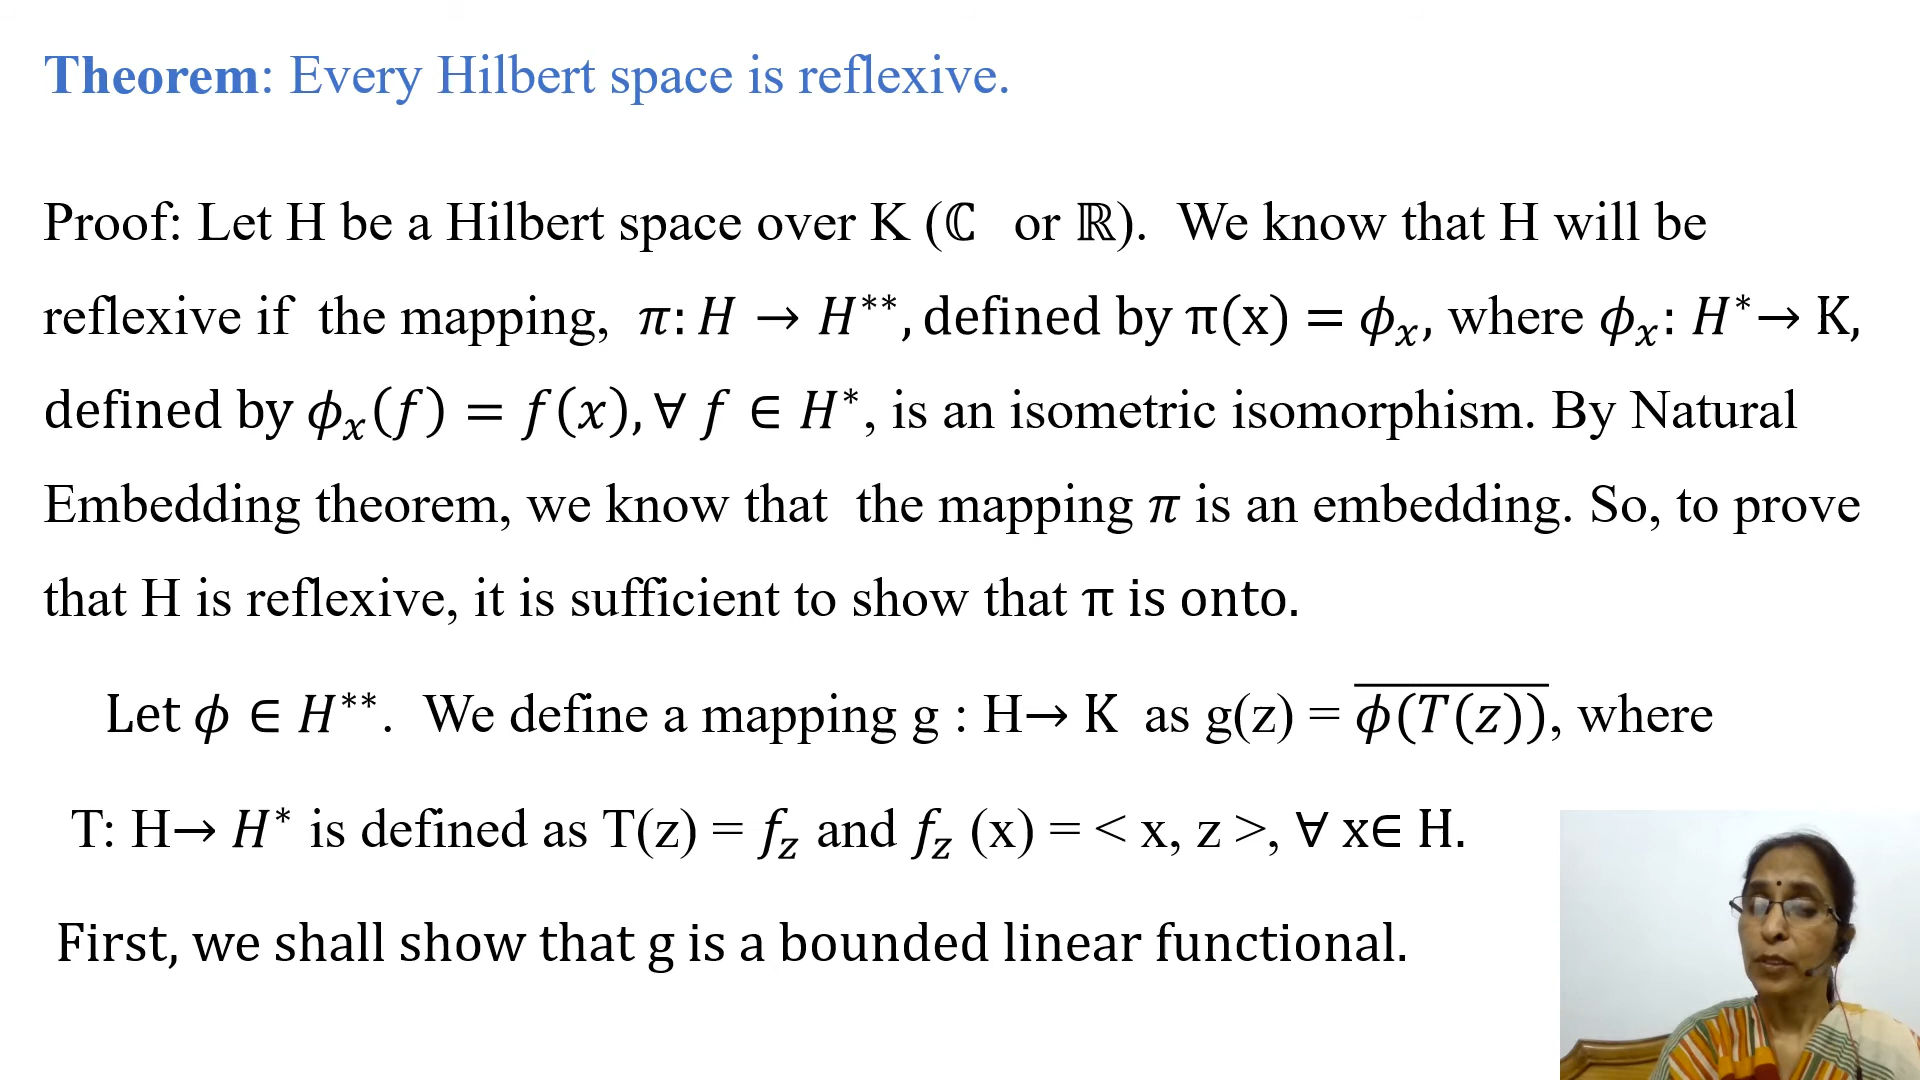 Theorem: Every Hilbert space is reflexive.
Proof: Let H be a Hilbert space over K (ℂ or ℝ). We know that H will be
reflexive if the mapping, π: H → H**, defined by π(x) = ϕₓ, where ϕₓ: H*→ K,
defined by ϕₓ(f) = f(x), ∀ f ∈ H*, is an isometric isomorphism. By Natural
Embedding theorem, we know that the mapping π is an embedding. So, to prove
that H is reflexive, it is sufficient to show that π is onto.
Let ϕ ∈ H**. We define a mapping g : H→ K as g(z) = \overline{ϕ(T(z))}, where
T: H→ H* is defined as T(z) = f_z and f_z (x) = < x, z >, ∀ x∈ H.
First, we shall show that g is a bounded linear functional.